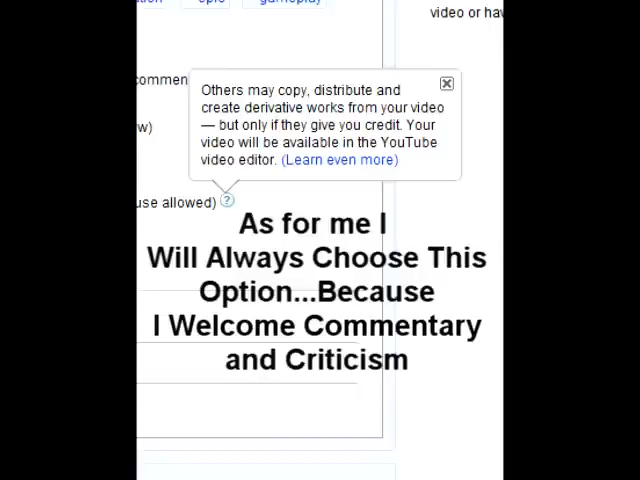 gameplay
video or hav
Others may copy, distribute and
create derivative works from your video
— but only if they give you credit. Your
video will be available in the YouTube
video editor. (Learn even more)
commen
w)
use allowed) ?
As for me I
Will Always Choose This
Option...Because
I Welcome Commentary
and Criticism